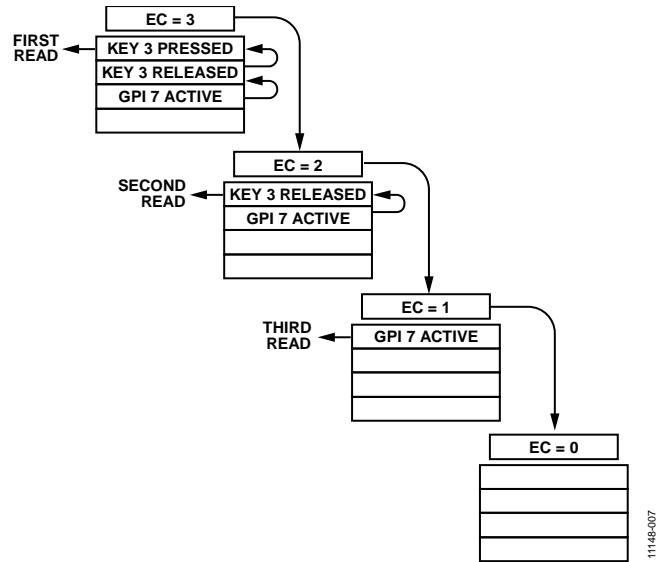 EC = 3
FIRST
READ
KEY 3 PRESSED
KEY 3 RELEASED
GPI 7 ACTIVE
EC = 2
SECOND
READ
KEY 3 RELEASED
GPI 7 ACTIVE
EC = 1
THIRD
READ
GPI 7 ACTIVE
EC = 0
11148-007